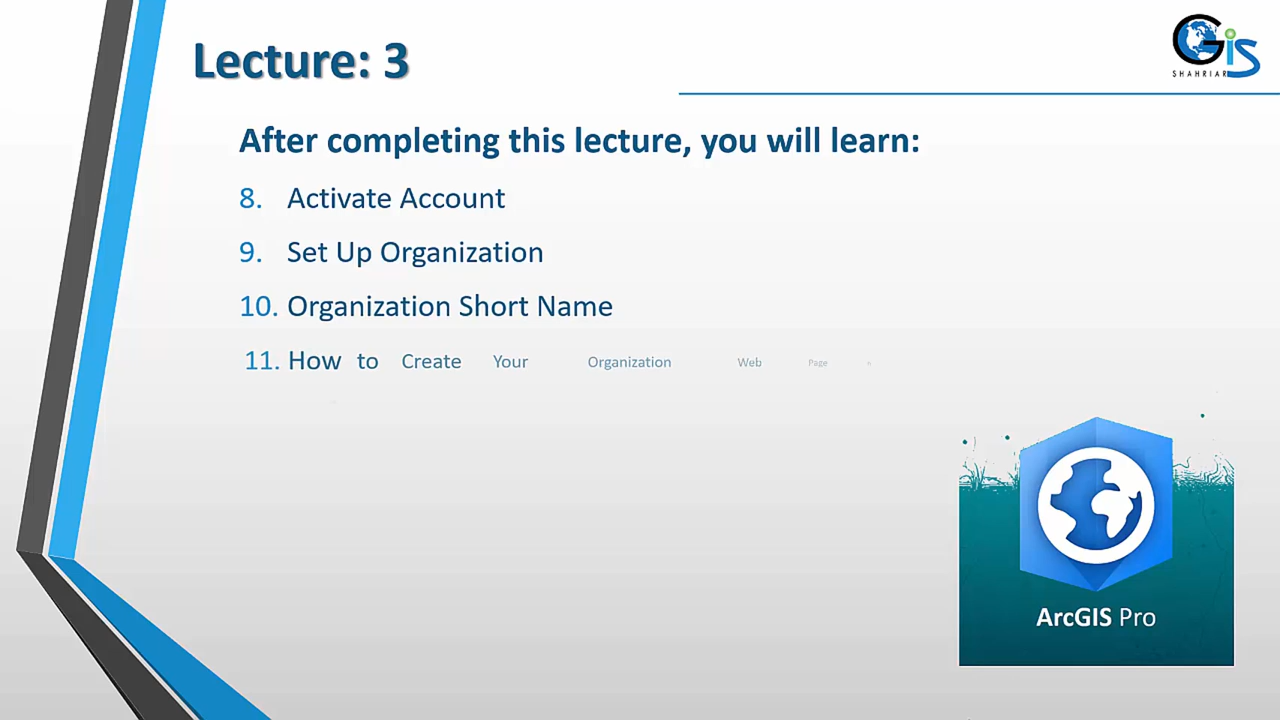 Lecture: 3
GIS
SHAHRIAR
After completing this lecture, you will learn:
8. Activate Account
9. Set Up Organization
10. Organization Short Name
11. How to Create Your Organization Web Page
ArcGIS Pro